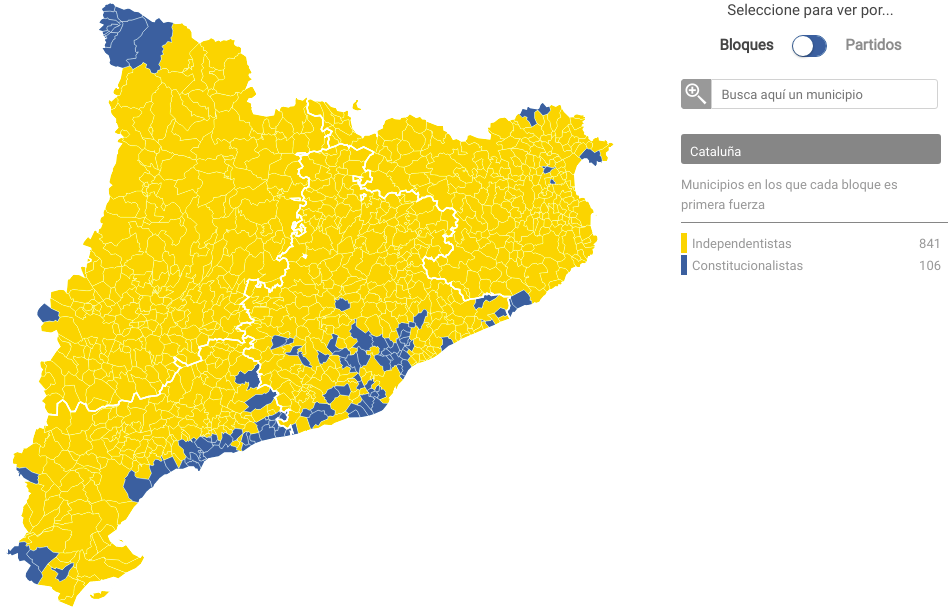 Seleccione para ver por...
Bloques Partidos
Busca aquí un municipio
Cataluña
Municipios en los que cada bloque es
primera fuerza
Independentistas 841
Constitucionalistas 106